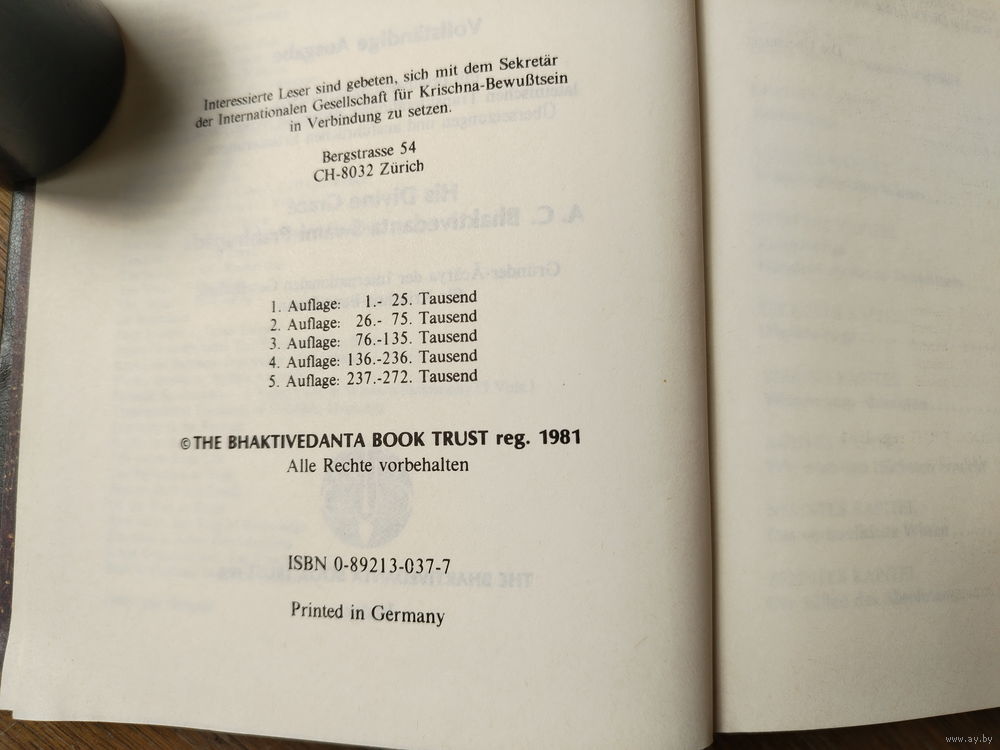 Interessierte Leser sind gebeten, sich mit dem Sekretär
der Internationalen Gesellschaft für Krischna-Bewußtsein
in Verbindung zu setzen.
Bergstrasse 54
CH-8032 Zürich
1. Auflage: 1.- 25. Tausend
2. Auflage: 26.- 75. Tausend
3. Auflage: 76.-135. Tausend
4. Auflage: 136.-236. Tausend
5. Auflage: 237.-272. Tausend
© THE BHAKTIVEDANTA BOOK TRUST reg. 1981
Alle Rechte vorbehalten
ISBN 0-89213-037-7
Printed in Germany
www.ay.by